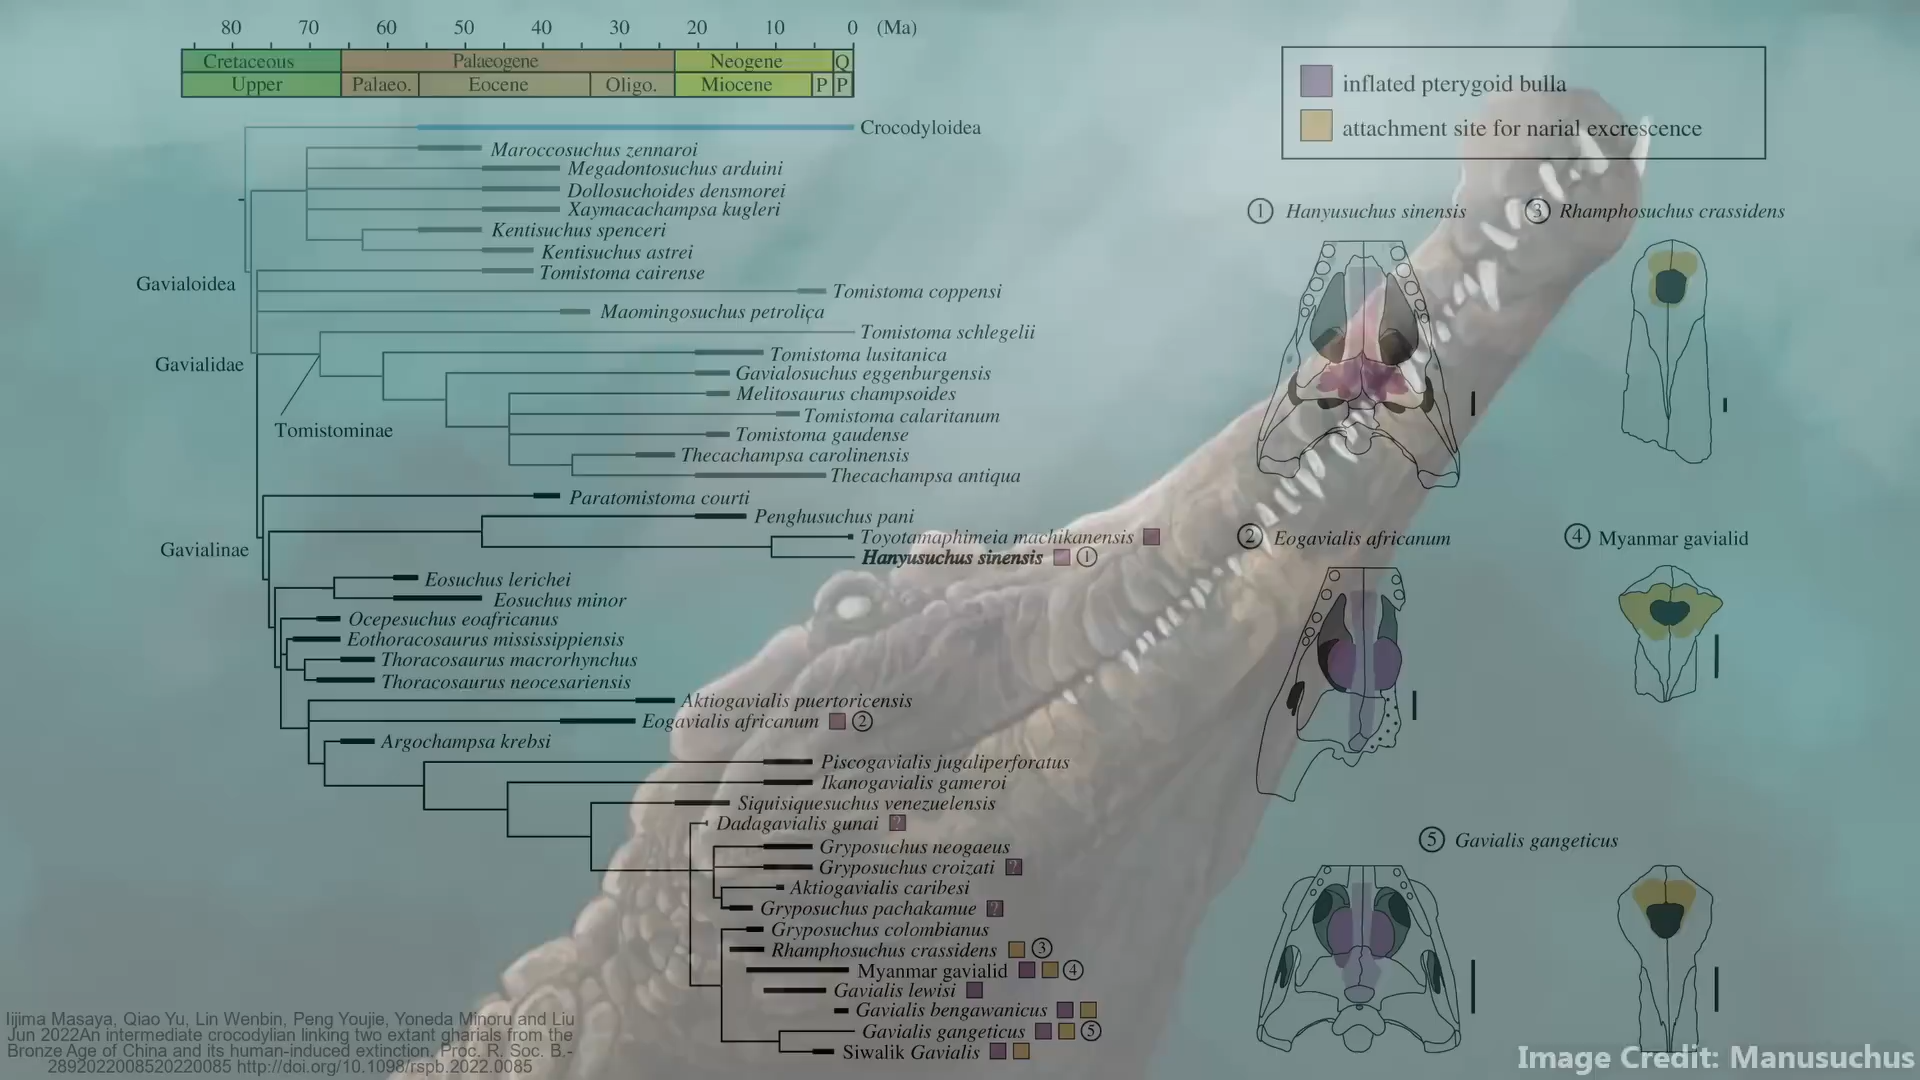 80 70 60 50 40 30 20 10 0 (Ma)
Cretaceous Palaeogene Neogene Q
Upper Palaeo. Eocene Oligo. Miocene P P
Crocodyloidea
Maroccosuchus zennaroi
Megadontosuchus arduini
Dollosuchoides densmorei
Xaymacachampsa kugleri
Kentisuchus spenceri
Kentisuchus astrei
Tomistoma cairense
Gavialoidea
Tomistoma coppensi
Maomingosuchus petrolica
Tomistoma schlegelii
Tomistoma lusitanica
Gavialidae
Gavialosuchus eggenburgensis
Melitosaurus champsoides
Tomistoma calaritanum
Tomistominae
Tomistoma gaudense
Thecachampsa carolinensis
Thecachampsa antiqua
Paratomistoma courti
Penghusuchus pani
Toyotamaphimeia machikanensis
Gavialinae
Hanyusuchus sinensis 1
Eosuchus lerichei
Eosuchus minor
Ocepesuchus eoafricanus
Eothoracosaurus mississippiensis
Thoracosaurus macrorhynchus
Thoracosaurus neocesariensis
Aktiogavialis puertoricensis
Eogavialis africanum 2
Argochampsa krebsi
Piscogavialis jugaliperforatus
Ikanogavialis gameroi
Siquisiquesuchus venezuelensis
Dadagavialis gunai ?
Gryposuchus neogaeus
Gryposuchus croizati ?
Aktiogavialis caribesi
Gryposuchus pachakamue ?
Gryposuchus colombianus
Rhamphosuchus crassidens 3
Myanmar gavialid 4
Gavialis lewisi
Gavialis bengawanicus
Gavialis gangeticus 5
Siwalik Gavialis
inflated pterygoid bulla
attachment site for narial excrescence
1 Hanyusuchus sinensis
3 Rhamphosuchus crassidens
2 Eogavialis africanum
4 Myanmar gavialid
5 Gavialis gangeticus
Iijima Masaya, Qiao Yu, Lin Wenbin, Peng Youjie, Yoneda Minoru and Liu
Jun 2022An intermediate crocodylian linking two extant gharials from the
Bronze Age of China and its human-induced extinction. Proc. R. Soc. B.-
2892022008520220085 http://doi.org/10.1098/rspb.2022.0085
Image Credit: Manusuchus